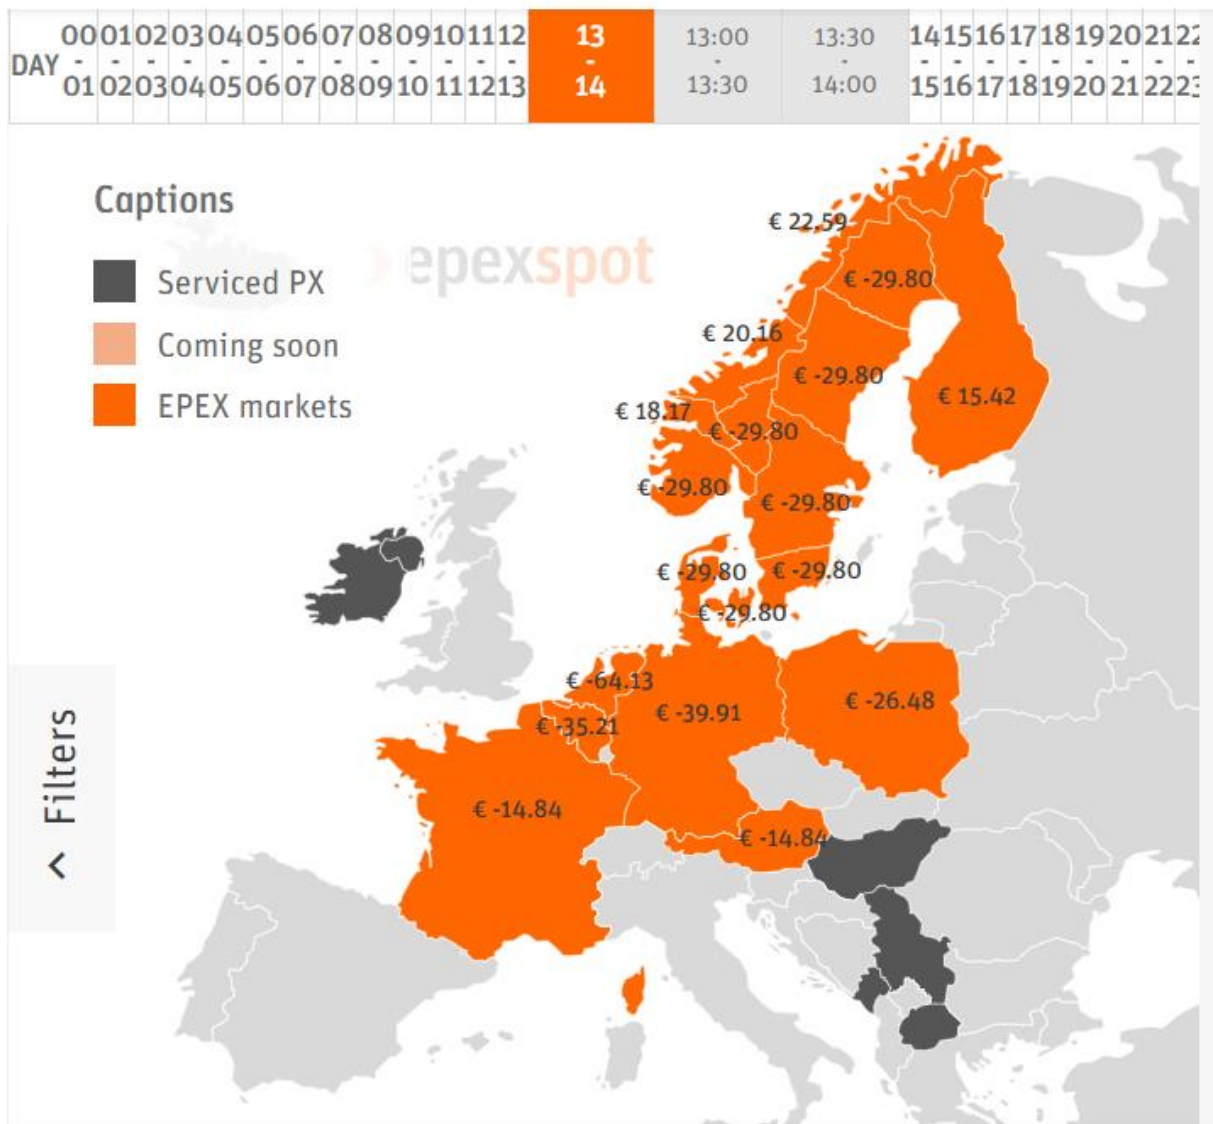 DAY
00 - 01
01 - 02
02 - 03
03 - 04
04 - 05
05 - 06
06 - 07
07 - 08
08 - 09
09 - 10
10 - 11
11 - 12
12 - 13
13 - 14
13:00 - 13:30
13:30 - 14:00
14 - 15
15 - 16
16 - 17
17 - 18
18 - 19
19 - 20
20 - 21
21 - 22
22 - 23
Captions
Serviced PX
Coming soon
EPEX markets
epexspot
€ 22.59
€ -29.80
€ 20.16
€ -29.80
€ 15.42
€ 18.17
€ -29.80
€ -29.80
€ -29.80
€ -29.80
€ -29.80
€ -29.80
€ -64.13
€ -26.48
€ -39.91
€ -35.21
€ -14.84
€ -14.84
Filters